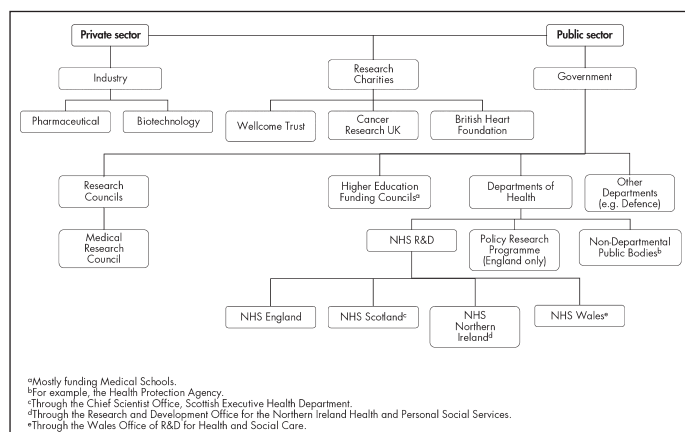 Private sector
Public sector
Industry
Research
Charities
Government
Pharmaceutical
Biotechnology
Wellcome Trust
Cancer
Research UK
British Heart
Foundation
Research
Councils
Higher Education
Funding Councilsᵃ
Departments of
Health
Other
Departments
(e.g. Defence)
Medical
Research
Council
NHS R&D
Policy Research
Programme
(England only)
Non-Departmental
Public Bodiesᵇ
NHS England
NHS Scotlandᶜ
NHS
Northern
Irelandᵈ
NHS Walesᵉ
ᵃMostly funding Medical Schools.
ᵇFor example, the Health Protection Agency.
ᶜThrough the Chief Scientist Office, Scottish Executive Health Department.
ᵈThrough the Research and Development Office for the Northern Ireland Health and Personal Social Services.
ᵉThrough the Wales Office of R&D for Health and Social Care.